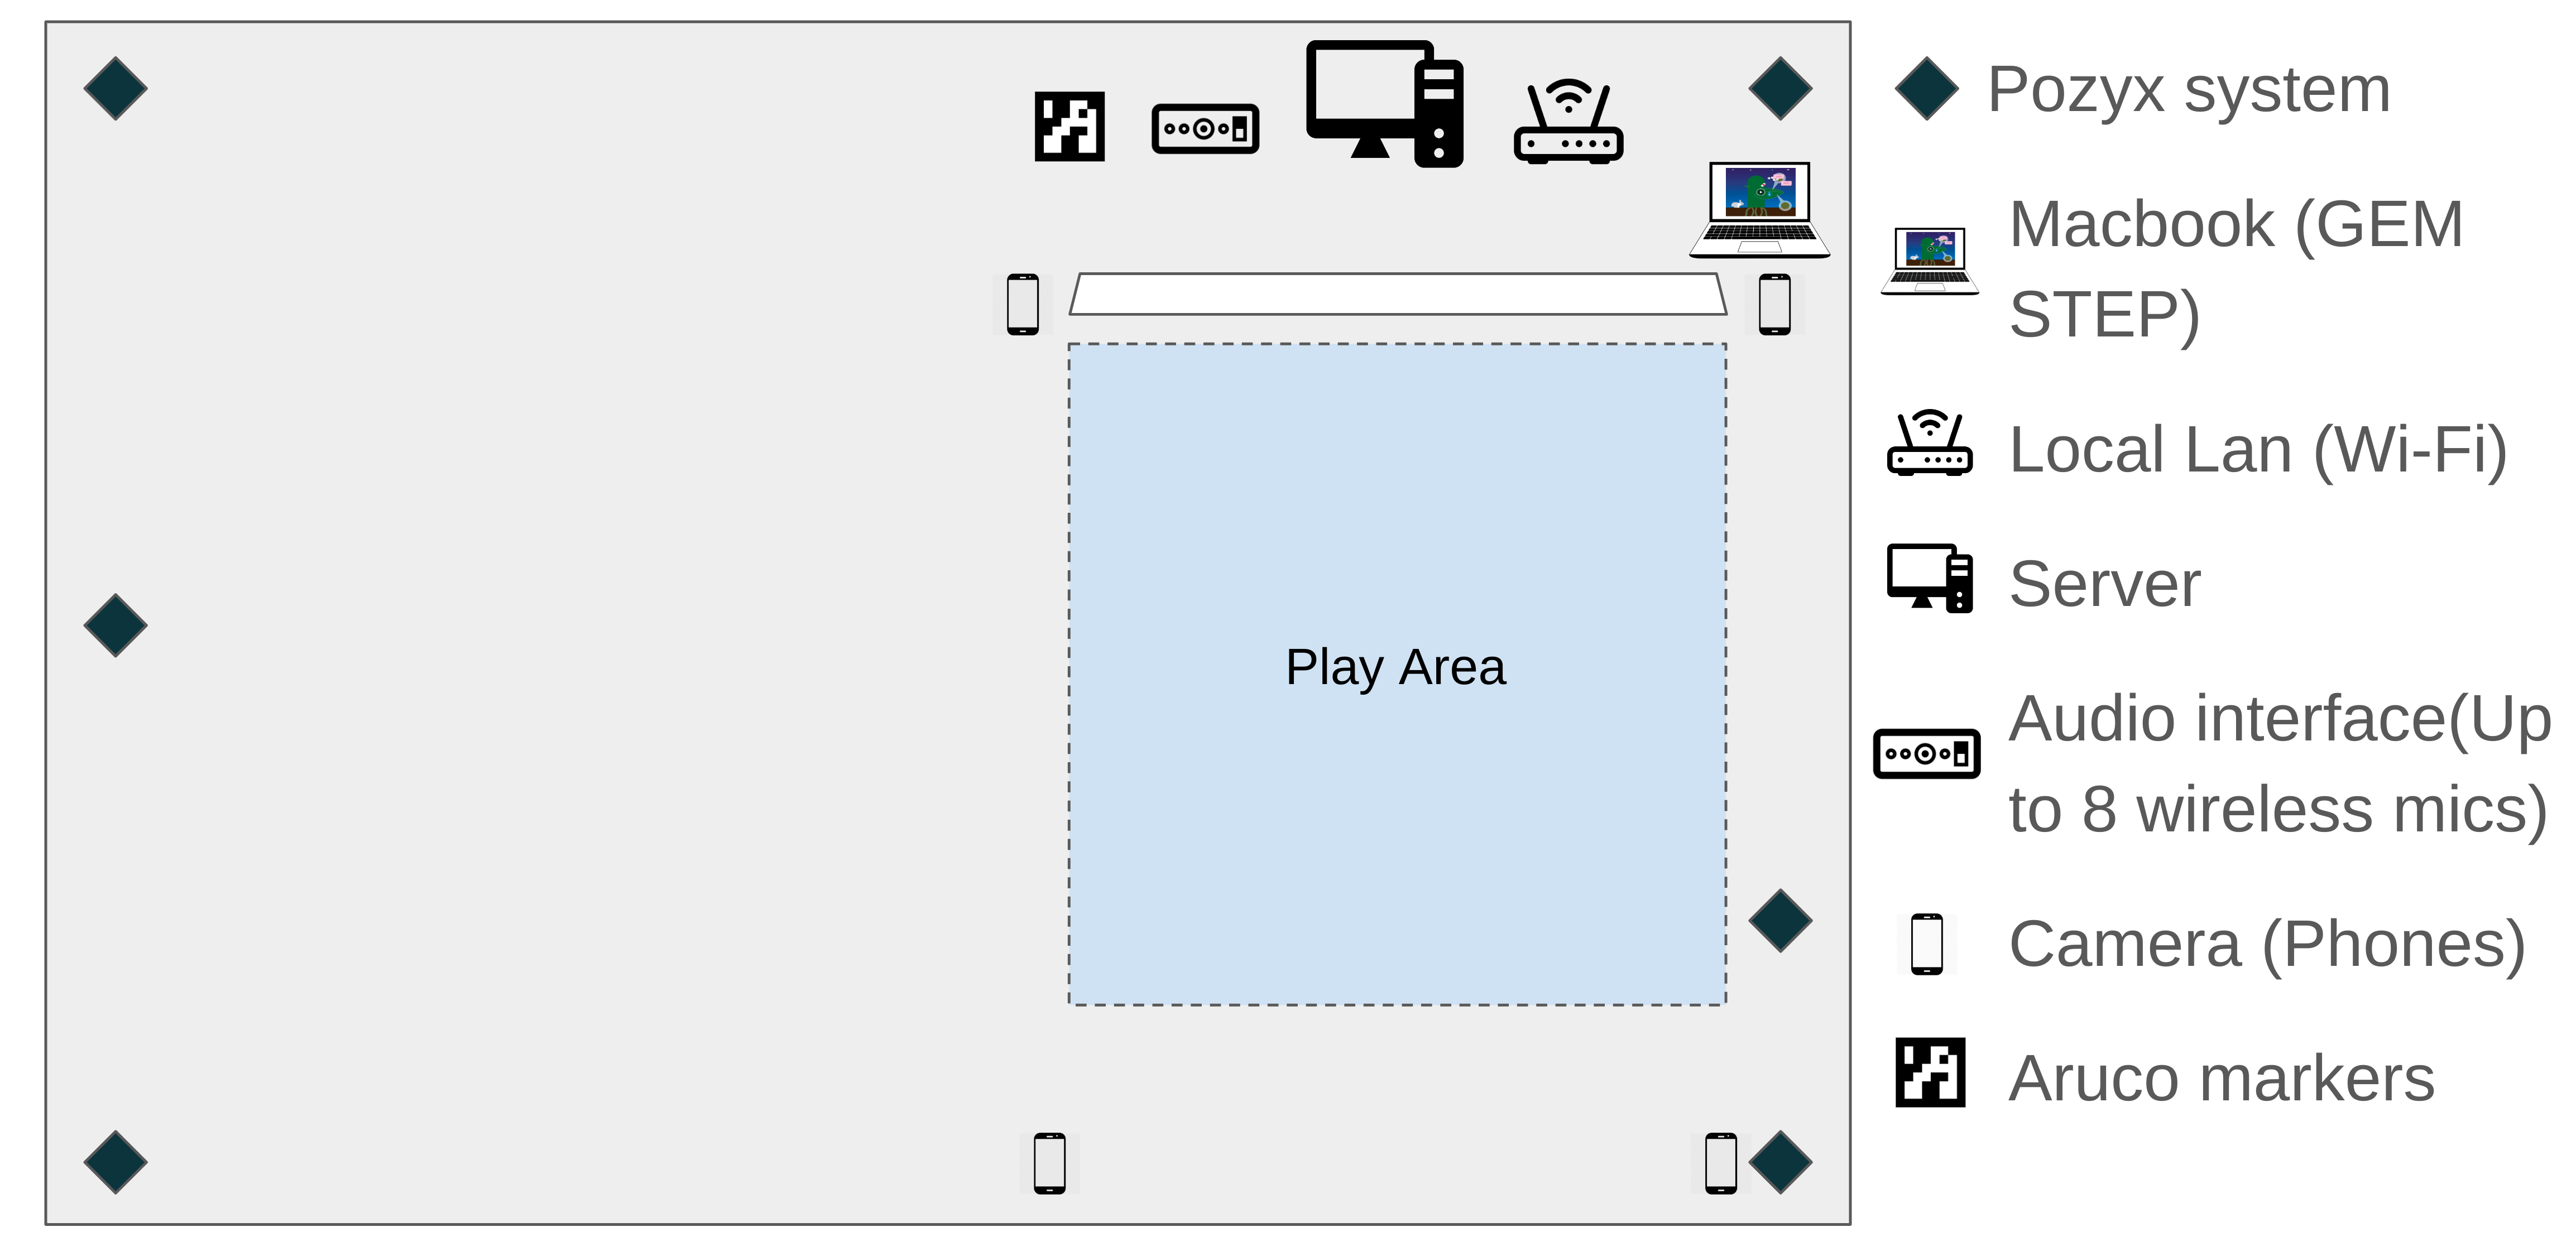 Pozyx system
Macbook (GEM
STEP)
Local Lan (Wi-Fi)
Server
Play Area
Audio interface(Up
to 8 wireless mics)
Camera (Phones)
Aruco markers